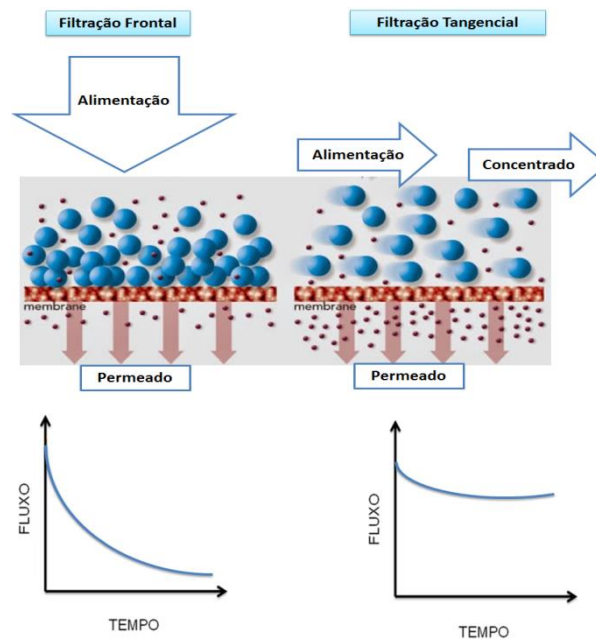 Filtração Frontal
Filtração Tangencial
Alimentação
Alimentação
Concentrado
membrane
membrane
Permeado
Permeado
FLUXO
TEMPO
FLUXO
TEMPO